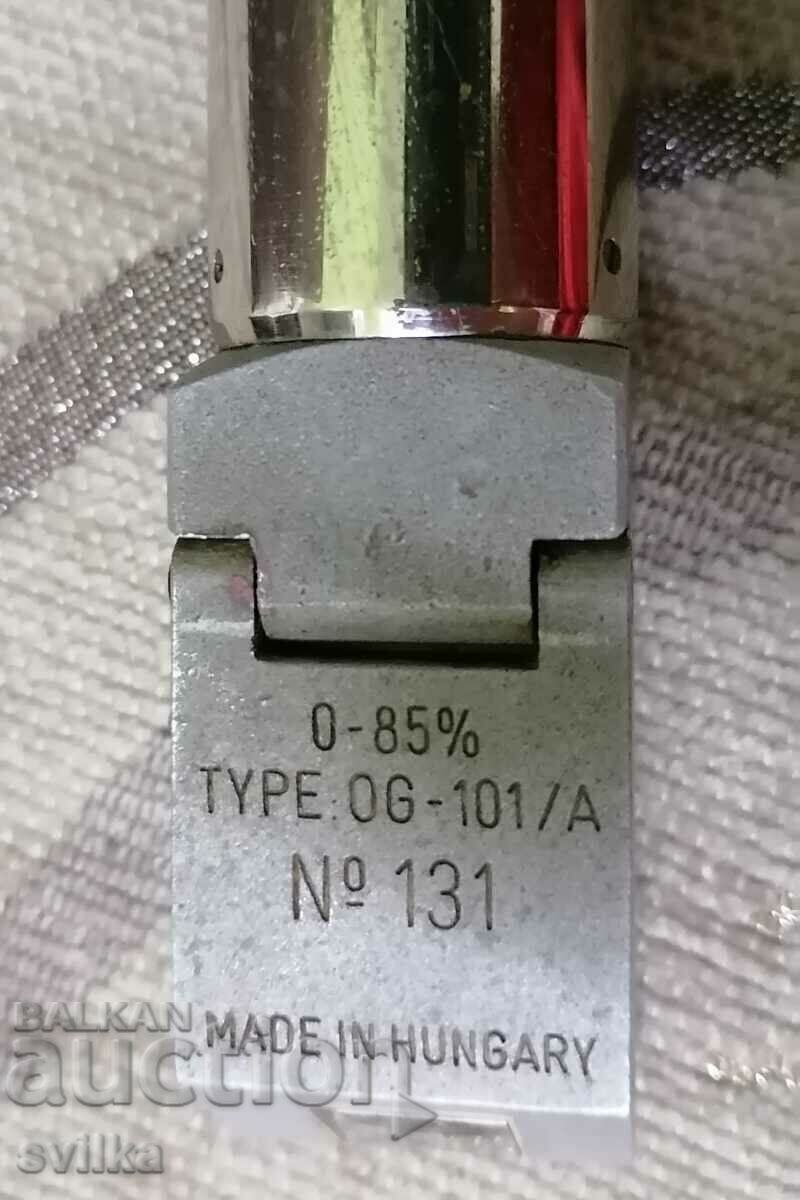 0-85%
TYPE: OG-101/A
Nº 131
MADE IN HUNGARY
BALKAN
auction
svilka